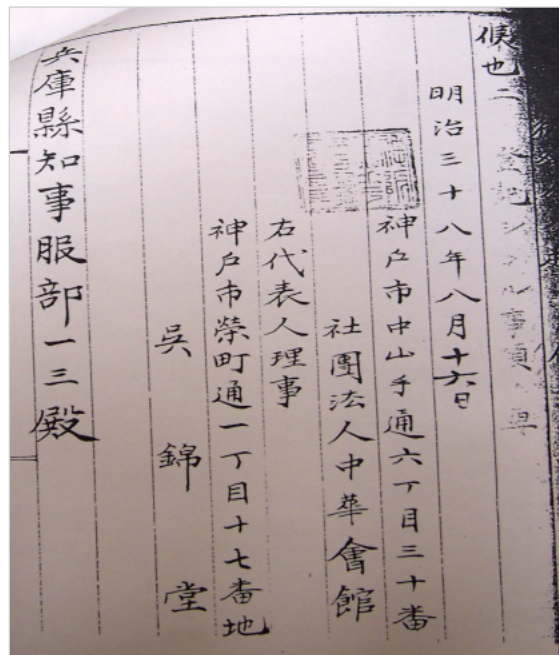 候也
明治三十八年八月十六日
神戸市中山手通六丁目三十番
社團法人中華會館
右代表人理事
神戸市榮町通一丁目十七番地
吳錦堂
兵庫縣知事服部一三殿